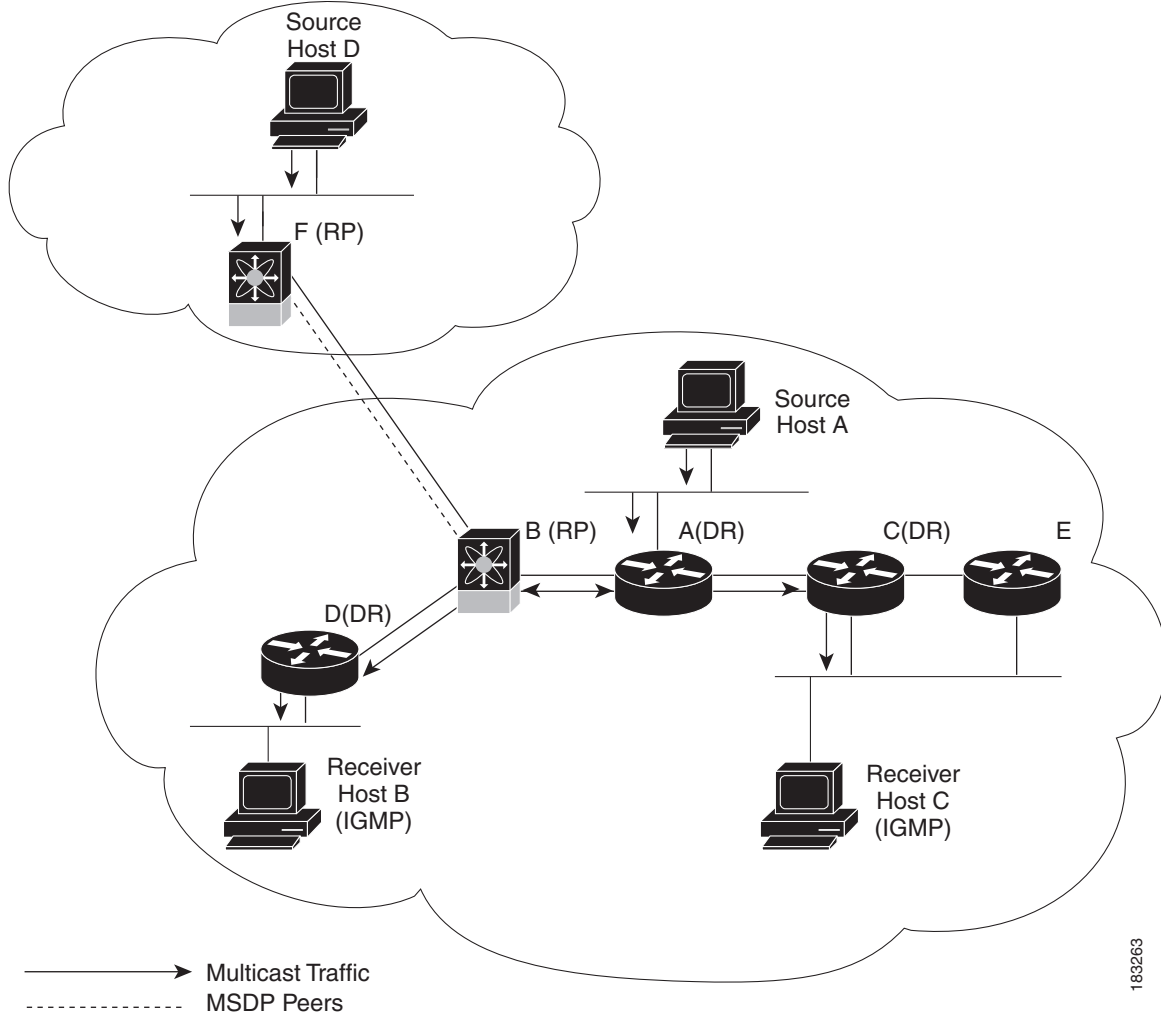 Source
Host D
F (RP)
Source
Host A
B (RP)
A(DR)
C(DR)
E
D(DR)
Receiver
Host B
(IGMP)
Receiver
Host C
(IGMP)
Multicast Traffic
MSDP Peers
183263